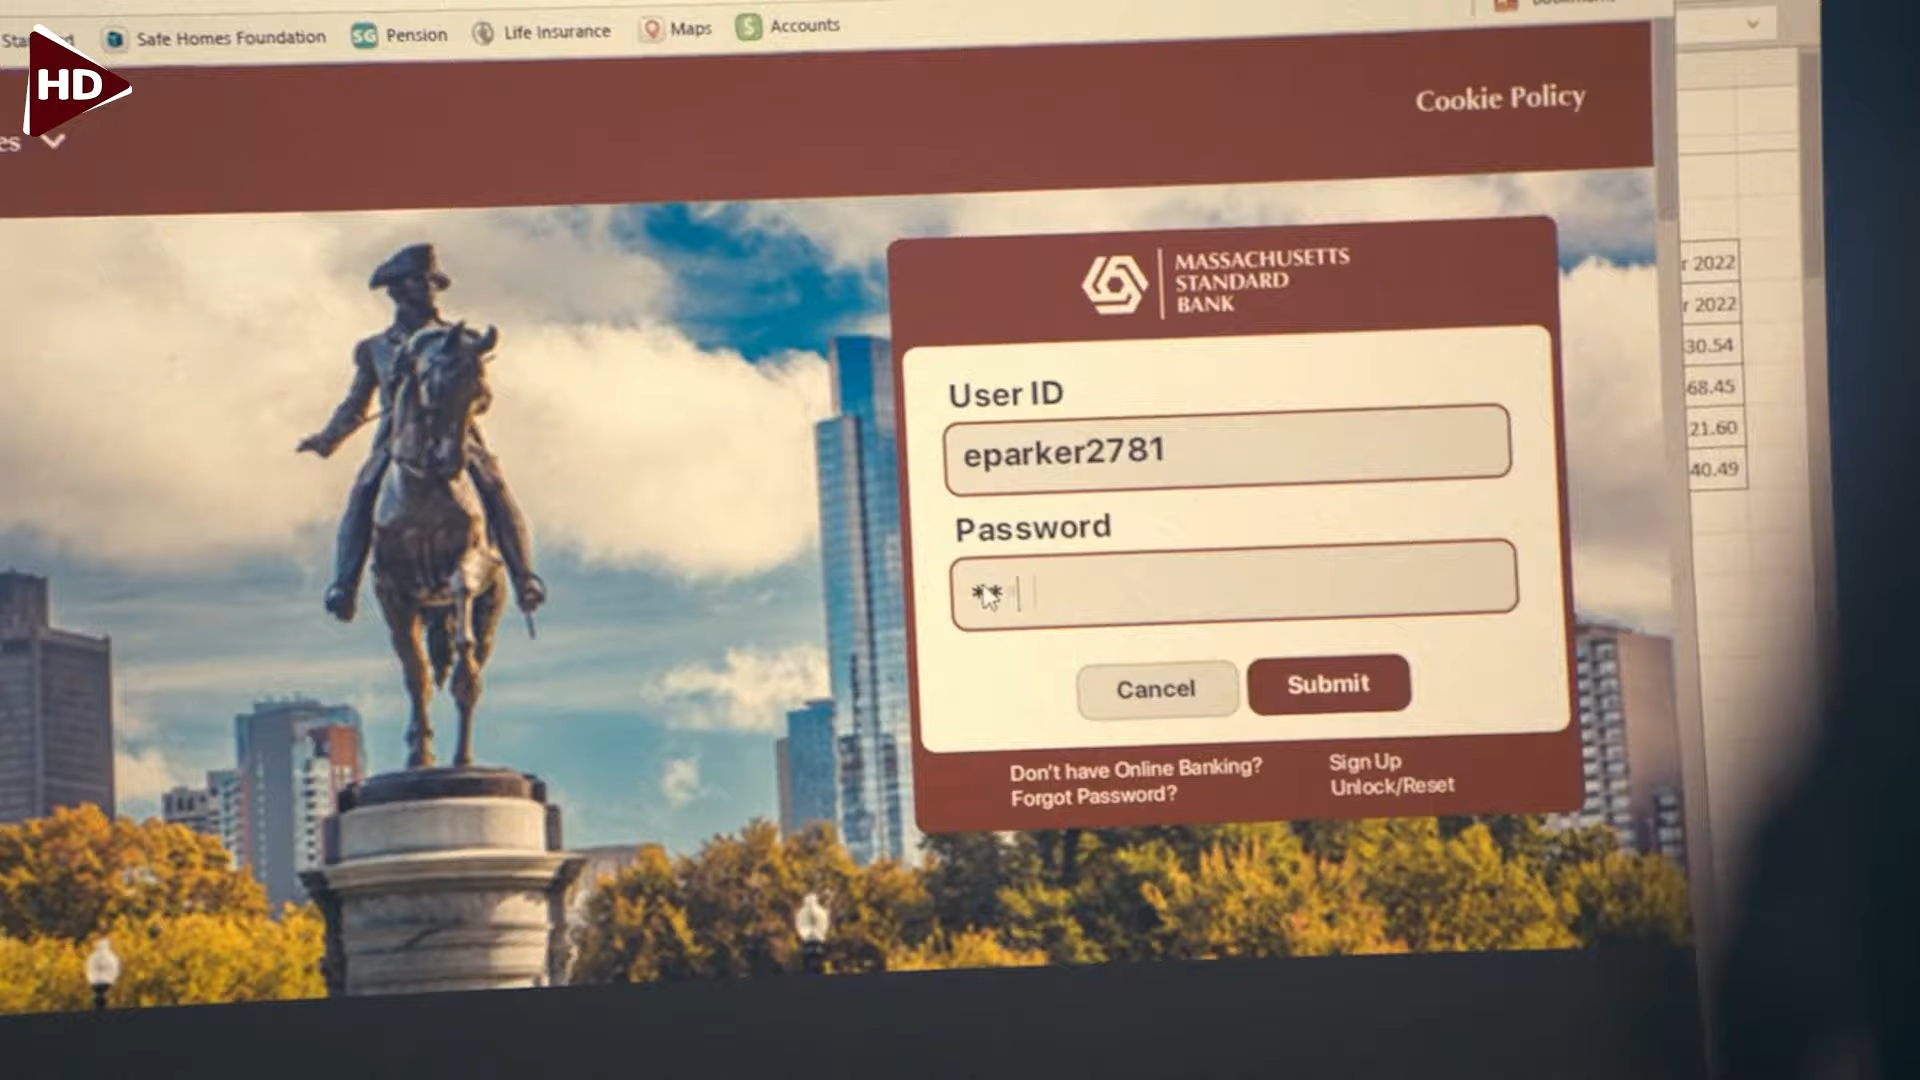 Safe Homes Foundation
Pension
Life Insurance
Maps
Accounts
HD
es
Cookie Policy
MASSACHUSETTS
STANDARD
BANK
User ID
eparker2781
Password
**
Cancel
Submit
Don't have Online Banking?
Sign Up
Forgot Password?
Unlock/Reset
r 2022
r 2022
30.54
68.45
21.60
40.49